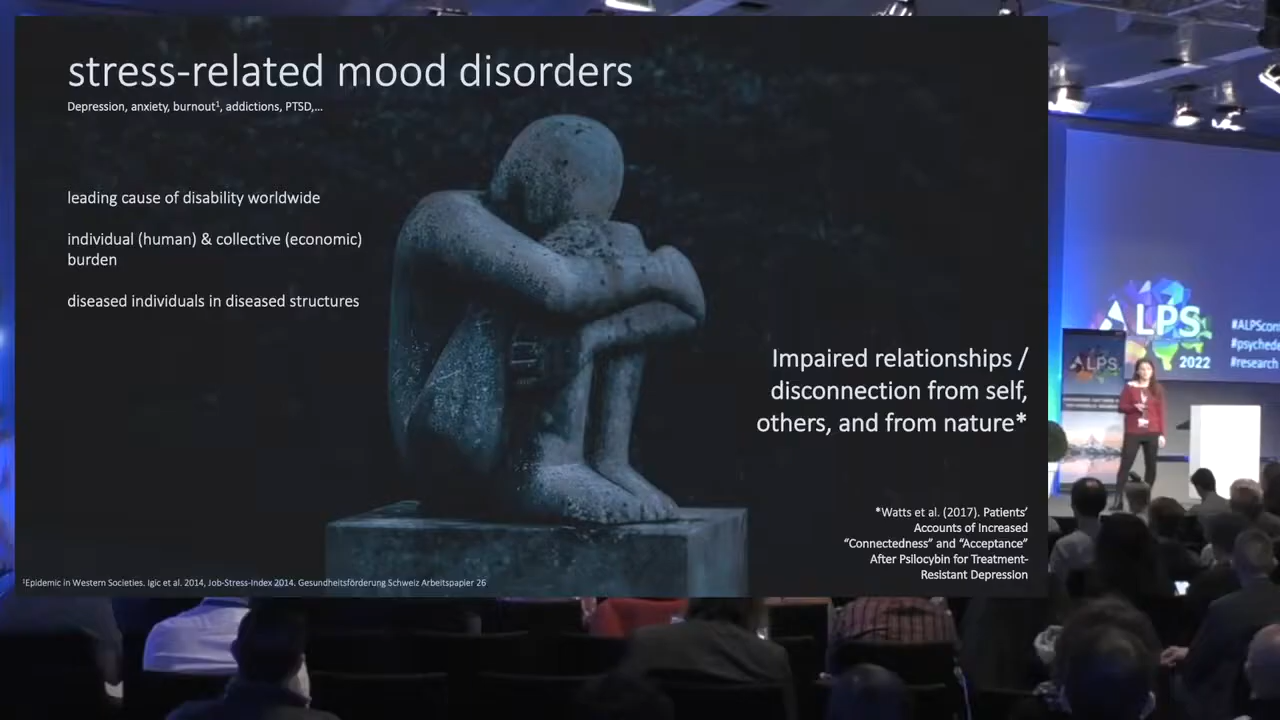 stress-related mood disorders
Depression, anxiety, burnout¹, addictions, PTSD,...
leading cause of disability worldwide
individual (human) & collective (economic)
burden
diseased individuals in diseased structures
Impaired relationships /
disconnection from self,
others, and from nature*
*Watts et al. (2017). Patients'
Accounts of Increased
“Connectedness” and “Acceptance”
After Psilocybin for Treatment-
Resistant Depression
¹Epidemic in Western Societies. Igic et al. 2014, Job-Stress-Index 2014. Gesundheitsförderung Schweiz Arbeitspapier 26
ALPS
2022
#ALPScon
#psychede
#research
ALPS